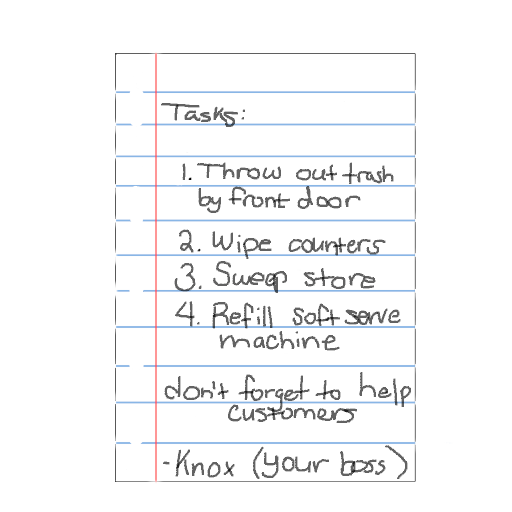 Tasks:
1. Throw out trash
by front door
2. Wipe counters
3. Sweep store
4. Refill soft serve
machine
don't forget to help
customers
-Knox (your boss)